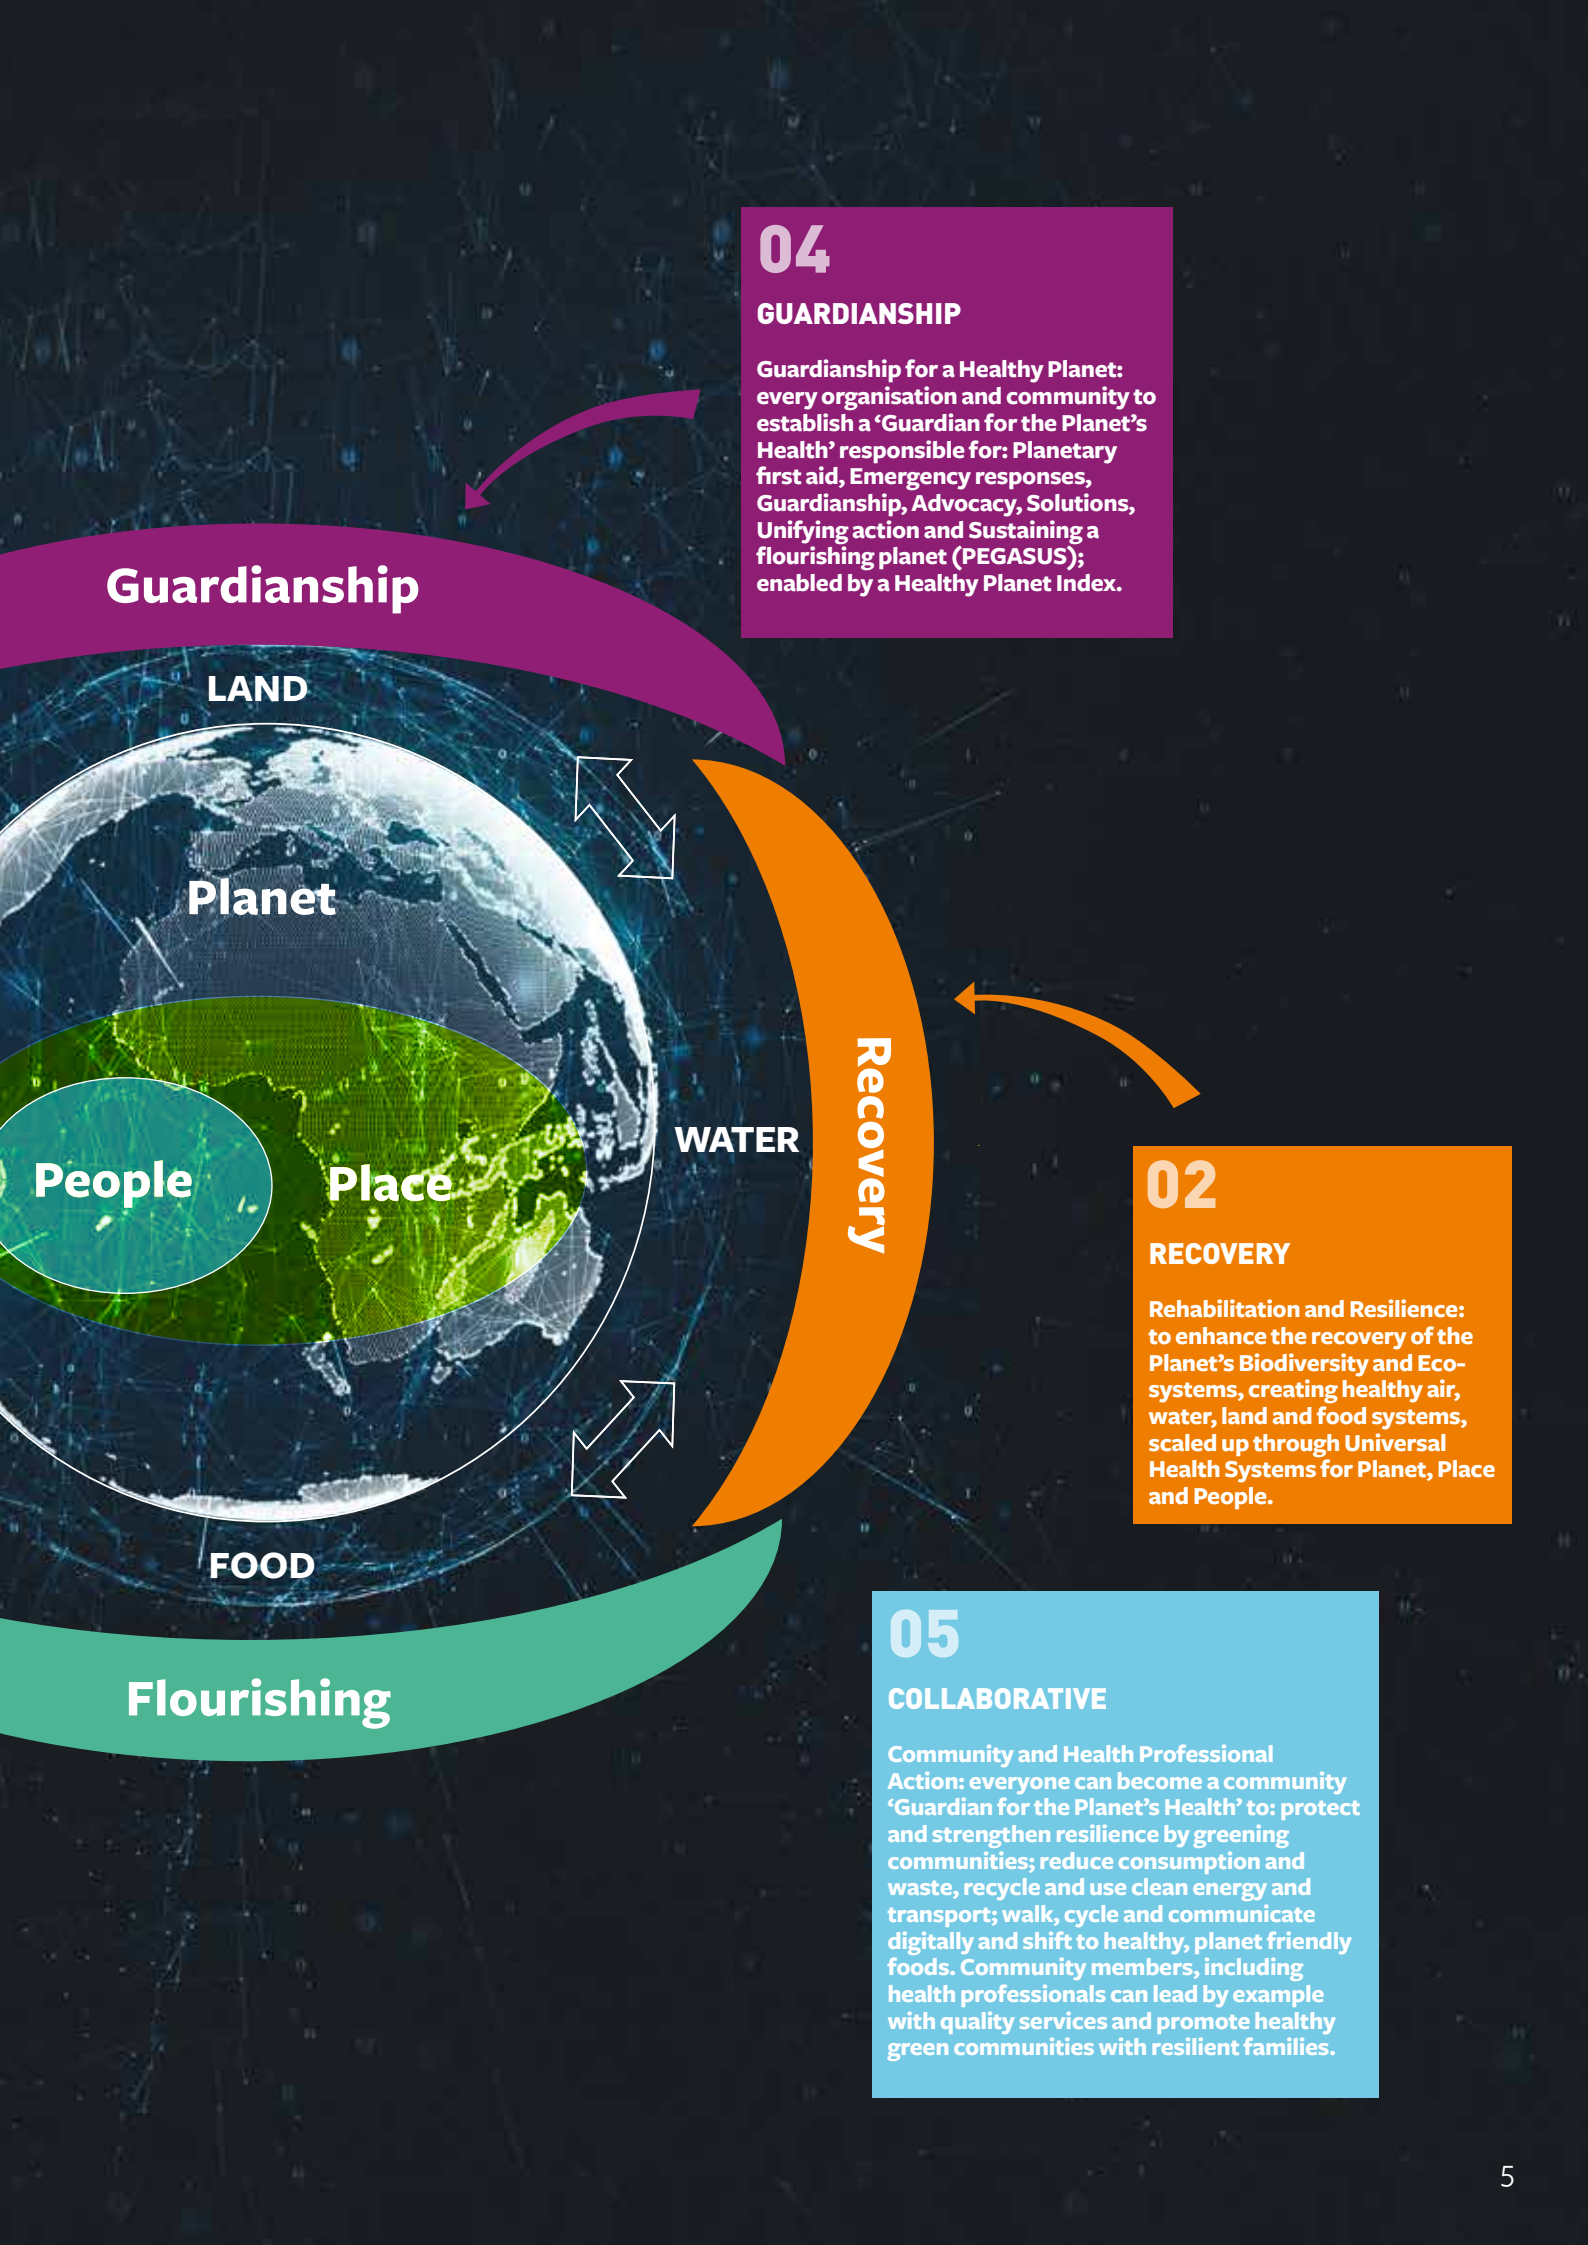 04
GUARDIANSHIP
Guardianship for a Healthy Planet:
every organisation and community to
establish a ‘Guardian for the Planet’s
Health’ responsible for: Planetary
first aid, Emergency responses,
Guardianship, Advocacy, Solutions,
Unifying action and Sustaining a
flourishing planet (PEGASUS);
enabled by a Healthy Planet Index.
Guardianship
LAND
Planet
People
Place
WATER
Recovery
FOOD
Flourishing
02
RECOVERY
Rehabilitation and Resilience:
to enhance the recovery of the
Planet’s Biodiversity and Eco-
systems, creating healthy air,
water, land and food systems,
scaled up through Universal
Health Systems for Planet, Place
and People.
05
COLLABORATIVE
Community and Health Professional
Action: everyone can become a community
‘Guardian for the Planet’s Health’ to: protect
and strengthen resilience by greening
communities; reduce consumption and
waste, recycle and use clean energy and
transport; walk, cycle and communicate
digitally and shift to healthy, planet friendly
foods. Community members, including
health professionals can lead by example
with quality services and promote healthy
green communities with resilient families.
5